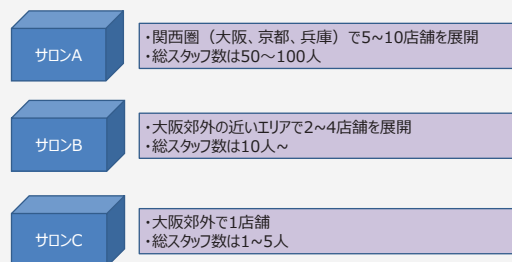 サロンA
・関西圏（大阪、京都、兵庫）で5~10店舗を展開
・総スタッフ数は50～100人
サロンB
・大阪郊外の近いエリアで2~4店舗を展開
・総スタッフ数は10人~
サロンC
・大阪郊外で1店舗
・総スタッフ数は1~5人